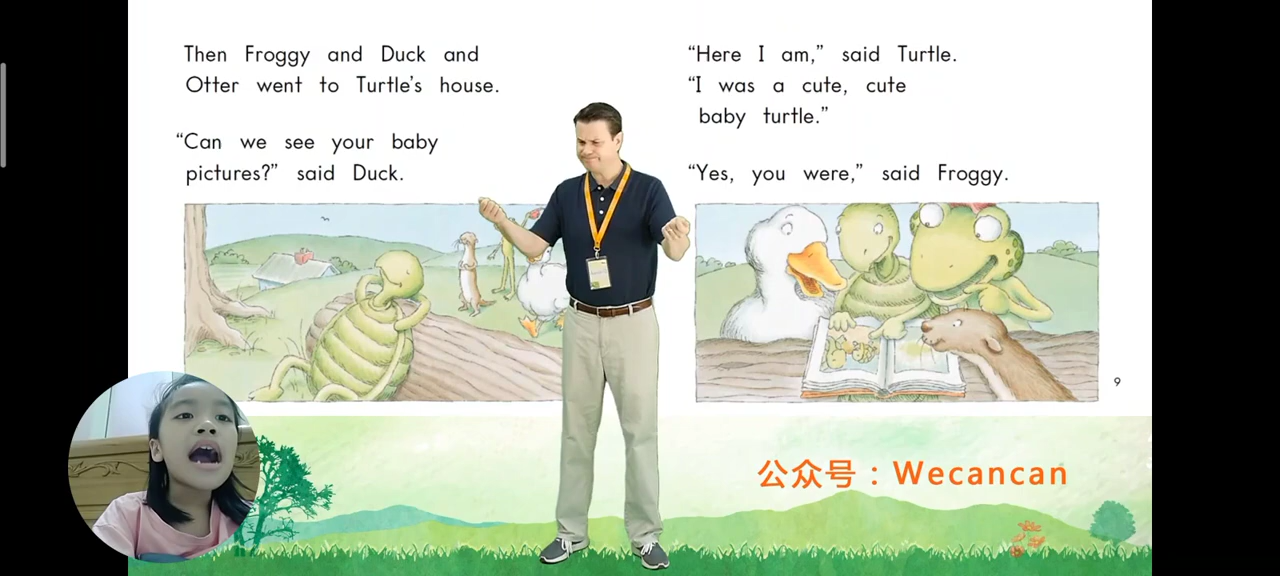 Then Froggy and Duck and
Otter went to Turtle's house.
"Can we see your baby
pictures?" said Duck.
"Here I am," said Turtle.
"I was a cute, cute
baby turtle."
"Yes, you were," said Froggy.
9
公众号：Wecancan